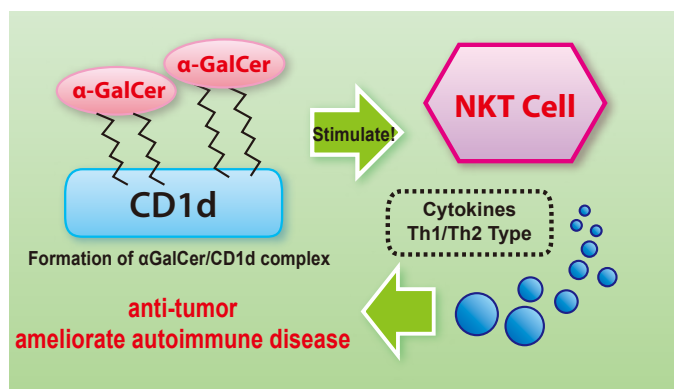 α-GalCer
α-GalCer
CD1d
Formation of αGalCer/CD1d complex
Stimulate!
NKT Cell
Cytokines
Th1/Th2 Type
anti-tumor
ameliorate autoimmune disease